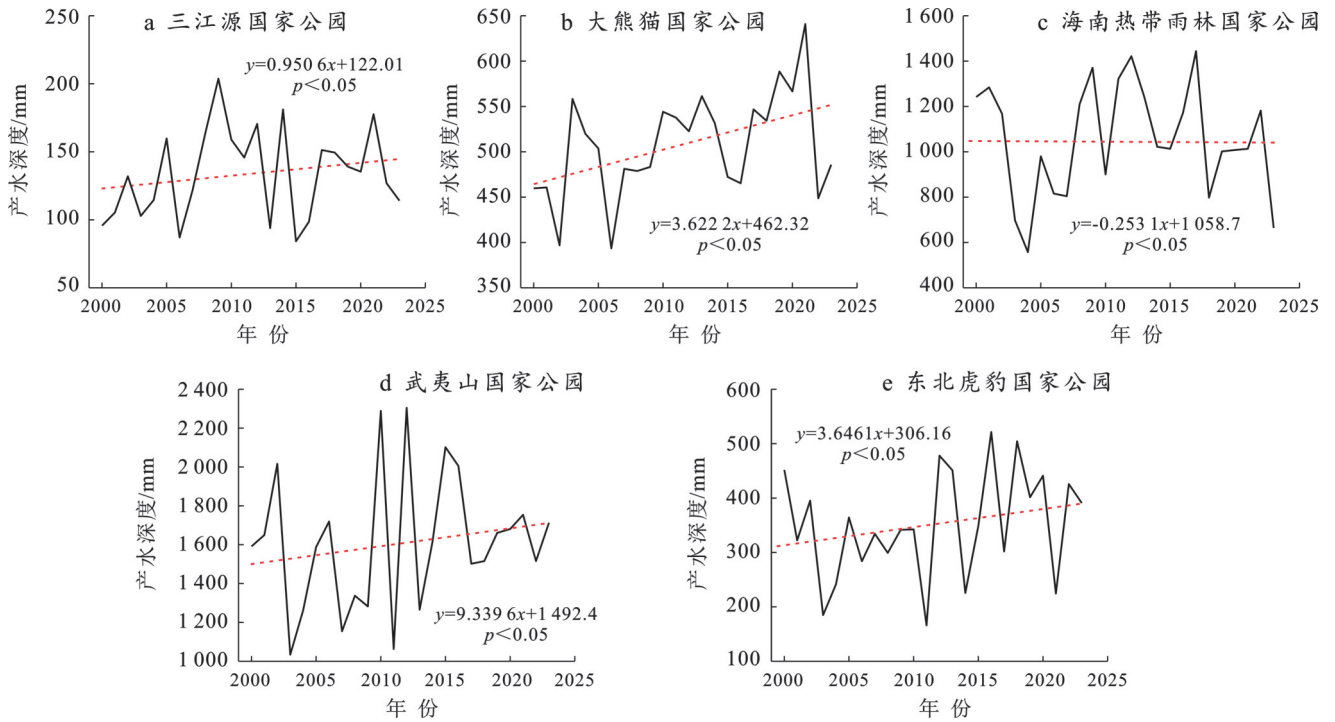 a 三江源国家公园
y=0.950 6x+122.01
p<0.05
产水深度/mm
250
200
150
100
50
2000 2005 2010 2015 2020 2025
年 份
b 大熊猫国家公园
y=3.622 2x+462.32
p<0.05
产水深度/mm
650
600
550
500
450
400
350
2000 2005 2010 2015 2020 2025
年 份
c 海南热带雨林国家公园
y=-0.253 1x+1 058.7
p<0.05
产水深度/mm
1 600
1 400
1 200
1 000
800
600
400
2000 2005 2010 2015 2020 2025
年 份
d 武夷山国家公园
y=9.339 6x+1 492.4
p<0.05
产水深度/mm
2 400
2 200
2 000
1 800
1 600
1 400
1 200
1 000
2000 2005 2010 2015 2020 2025
年 份
e 东北虎豹国家公园
y=3.6461x+306.16
p<0.05
产水深度/mm
600
500
400
300
200
100
2000 2005 2010 2015 2020 2025
年 份